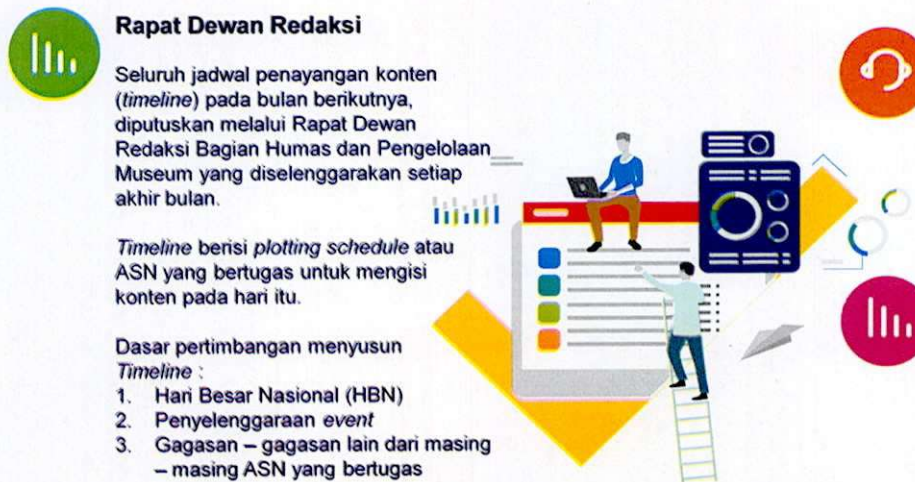 Rapat Dewan Redaksi
Seluruh jadwal penayangan konten
(timeline) pada bulan berikutnya,
diputuskan melalui Rapat Dewan
Redaksi Bagian Humas dan Pengelolaan
Museum yang diselenggarakan setiap
akhir bulan.
Timeline berisi plotting schedule atau
ASN yang bertugas untuk mengisi
konten pada hari itu.
Dasar pertimbangan menyusun
Timeline :
1. Hari Besar Nasional (HBN)
2. Penyelenggaraan event
3. Gagasan – gagasan lain dari masing
– masing ASN yang bertugas